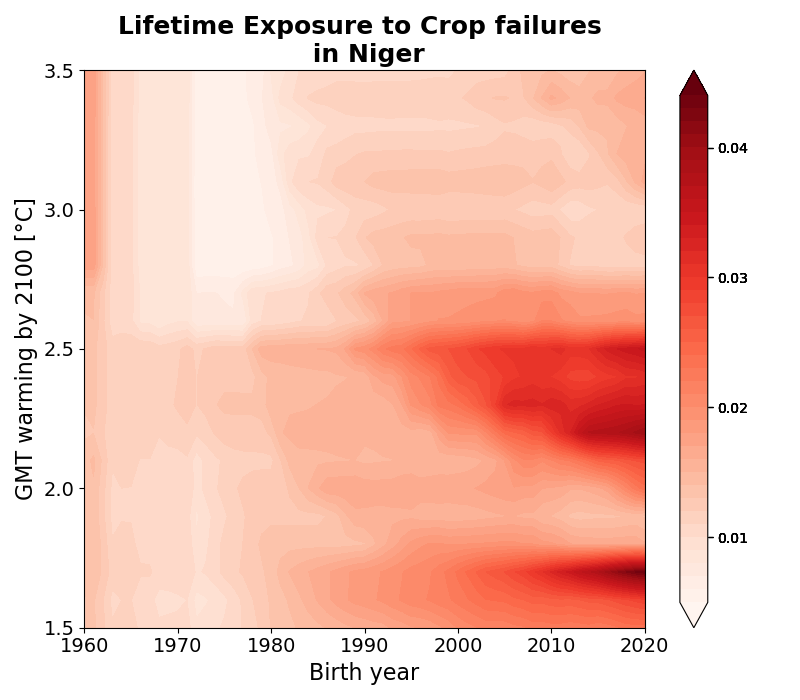 Lifetime Exposure to Crop failures
in Niger
GMT warming by 2100 [°C]
3.5
3.0
2.5
2.0
1.5
1960 1970 1980 1990 2000 2010 2020
Birth year
0.04
0.03
0.02
0.01